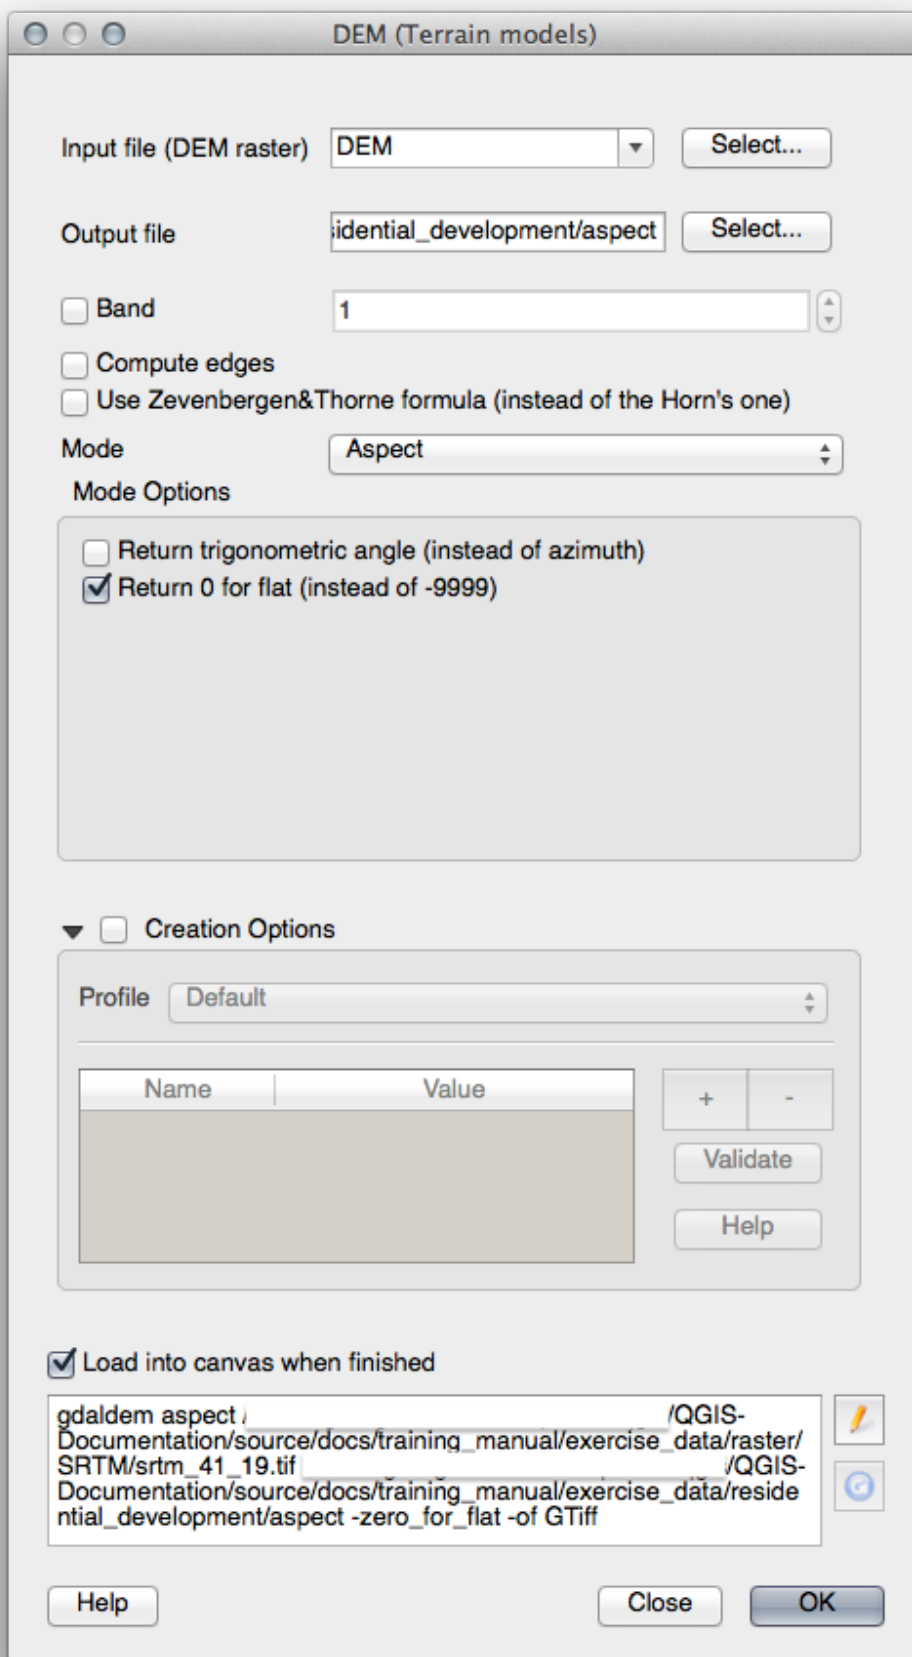 DEM (Terrain models)
Input file (DEM raster) DEM Select...
Output file idential_development/aspect Select...
Band 1
Compute edges
Use Zevenbergen&Thorne formula (instead of the Horn's one)
Mode Aspect
Mode Options
Return trigonometric angle (instead of azimuth)
Return 0 for flat (instead of -9999)
Creation Options
Profile Default
Name Value + -
Validate
Help
Load into canvas when finished
gdaldem aspect / /QGIS-
Documentation/source/docs/training_manual/exercise_data/raster/
SRTM/srtm_41_19.tif /QGIS-
Documentation/source/docs/training_manual/exercise_data/reside
ntial_development/aspect -zero_for_flat -of GTiff
Help Close OK